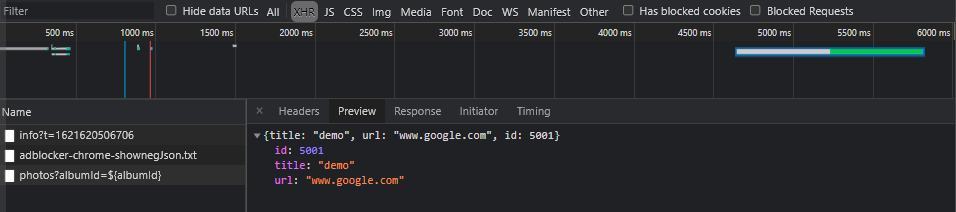 Filter Hide data URLs All XHR JS CSS Img Media Font Doc WS Manifest Other Has blocked cookies Blocked Requests
500 ms 1000 ms 1500 ms 2000 ms 2500 ms 3000 ms 3500 ms 4000 ms 4500 ms 5000 ms 5500 ms 6000 ms
Name × Headers Preview Response Initiator Timing
info?t=1621620506706
adblocker-chrome-shownegJson.txt
photos?albumId=${albumId}
▼{title: "demo", url: "www.google.com", id: 5001}
id: 5001
title: "demo"
url: "www.google.com"